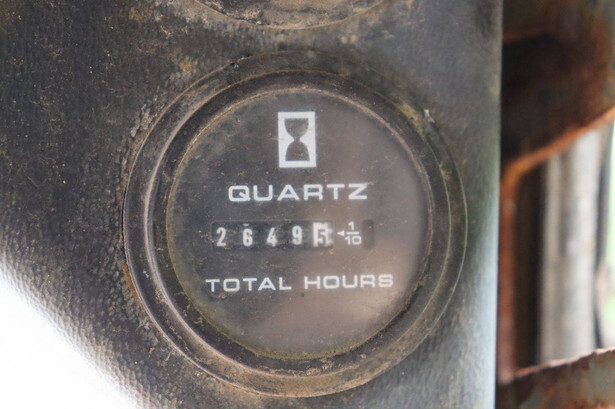 QUARTZ
26495 ◄1/10
TOTAL HOURS